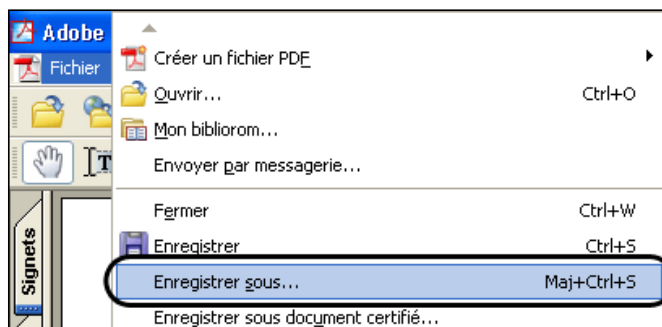 Adobe
Fichier
Créer un fichier PDF
Ouvrir... Ctrl+O
Mon bibliorom...
Envoyer par messagerie...
Fermer Ctrl+W
Enregistrer Ctrl+S
Enregistrer sous... Maj+Ctrl+S
Enregistrer sous document certifié...
Signets
T